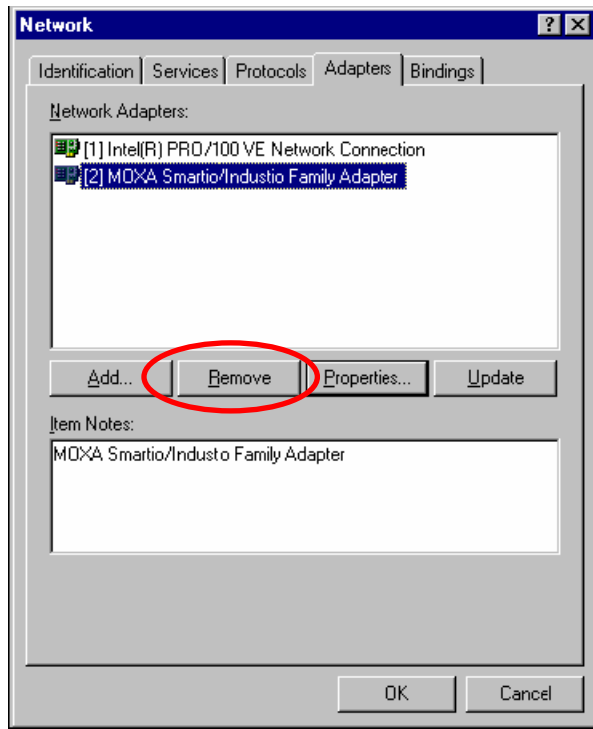 Network
Identification Services Protocols Adapters Bindings
Network Adapters:
[1] Intel(R) PRO/100 VE Network Connection
[2] MOXA Smartio/Industio Family Adapter
Add... Remove Properties... Update
Item Notes:
MOXA Smartio/Industo Family Adapter
OK Cancel